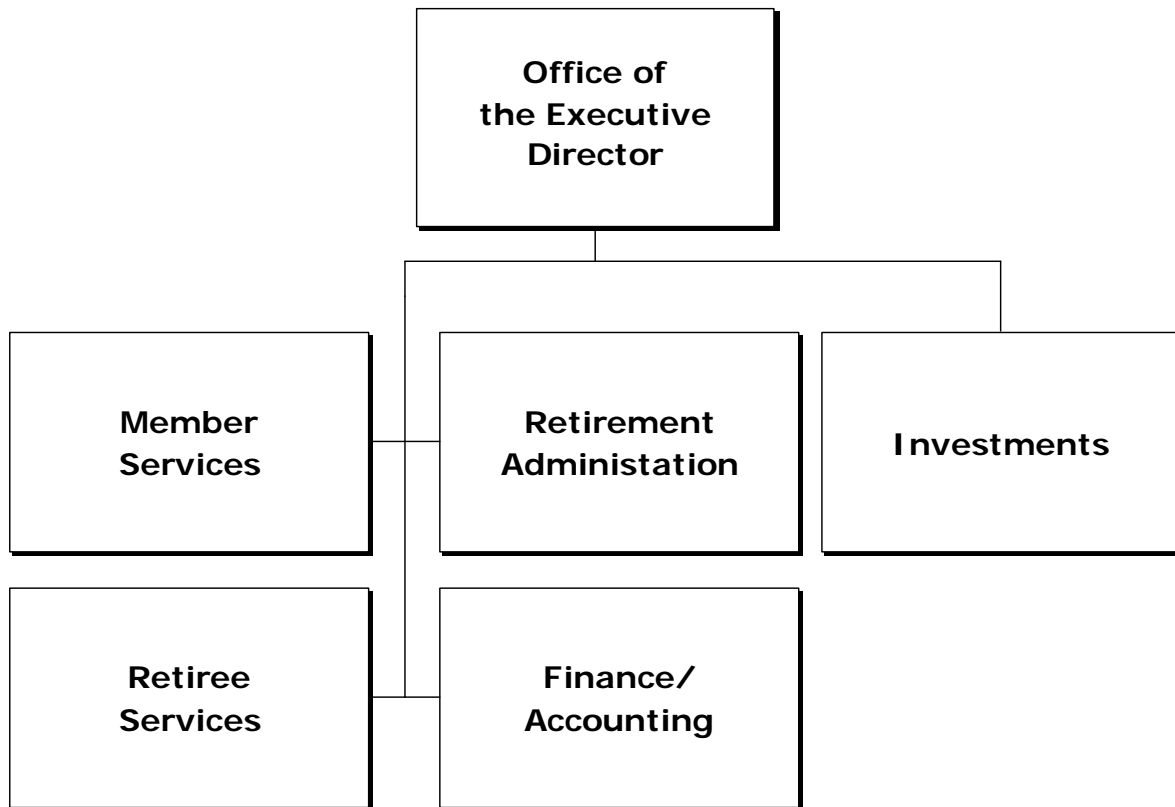 Office of
the Executive
Director
Member
Services
Retirement
Administation
Investments
Retiree
Services
Finance/
Accounting